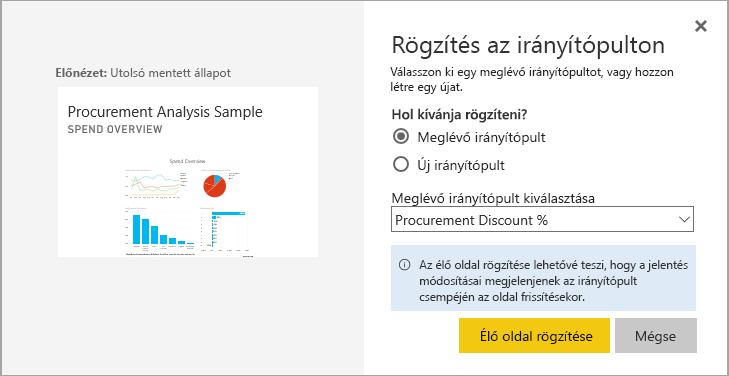 Rögzítés az irányítópulton
Válasszon ki egy meglévő irányítópultot, vagy hozzon
létre egy újat.
Előnézet: Utolsó mentett állapot
Procurement Analysis Sample
SPEND OVERVIEW
Spend Overview
Hol kívánja rögzíteni?
Meglévő irányítópult
Új irányítópult
Meglévő irányítópult kiválasztása
Procurement Discount %
Az élő oldal rögzítése lehetővé teszi, hogy a jelentés
módosításai megjelenjenek az irányítópult
csempéjén az oldal frissítésekor.
Élő oldal rögzítése
Mégse